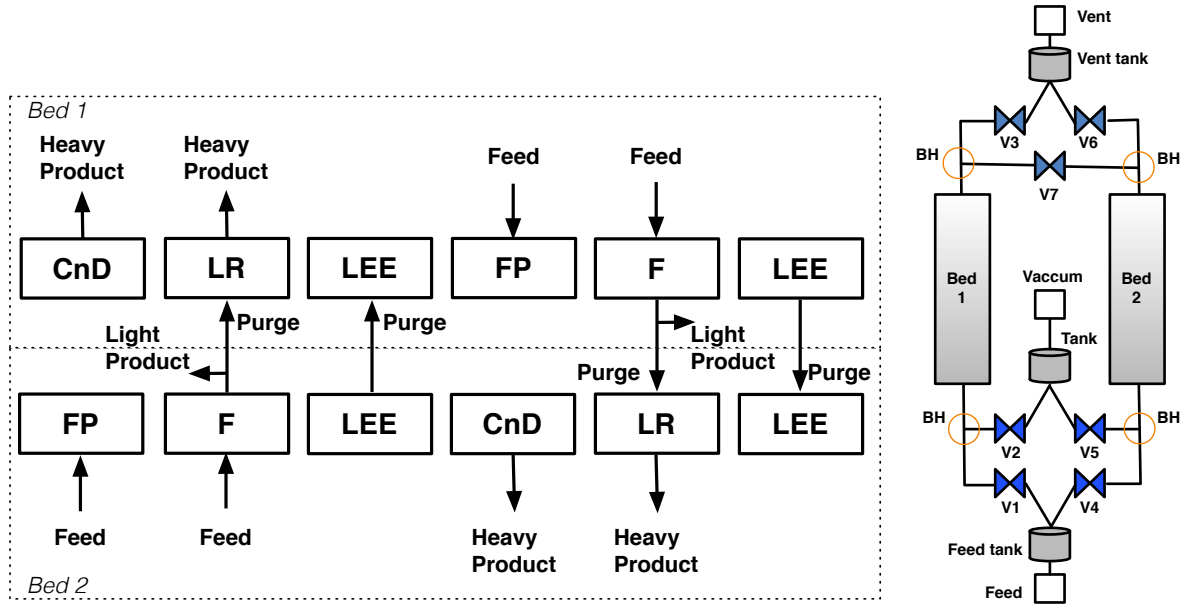 Bed 1
Heavy
Product
Heavy
Product
Feed
Feed
CnD
LR
LEE
FP
F
LEE
Light
Product
Purge
Purge
Light
Product
Purge
Purge
FP
F
LEE
CnD
LR
LEE
Feed
Feed
Heavy
Product
Heavy
Product
Bed 2
Vent
Vent tank
V3
V6
BH
BH
V7
Bed
1
Vaccum
Bed
2
Tank
BH
BH
V2
V5
V1
V4
Feed tank
Feed